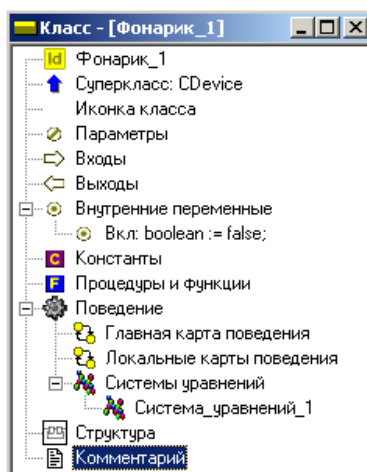 Класс - [Фонарик_1]
Id Фонарик_1
Суперкласс: CDevice
Иконка класса
Параметры
Входы
Выходы
Внутренние переменные
Вкл: boolean := false;
C Константы
F Процедуры и функции
Поведение
Главная карта поведения
Локальные карты поведения
Системы уравнений
Система_уравнений_1
Структура
Комментарий